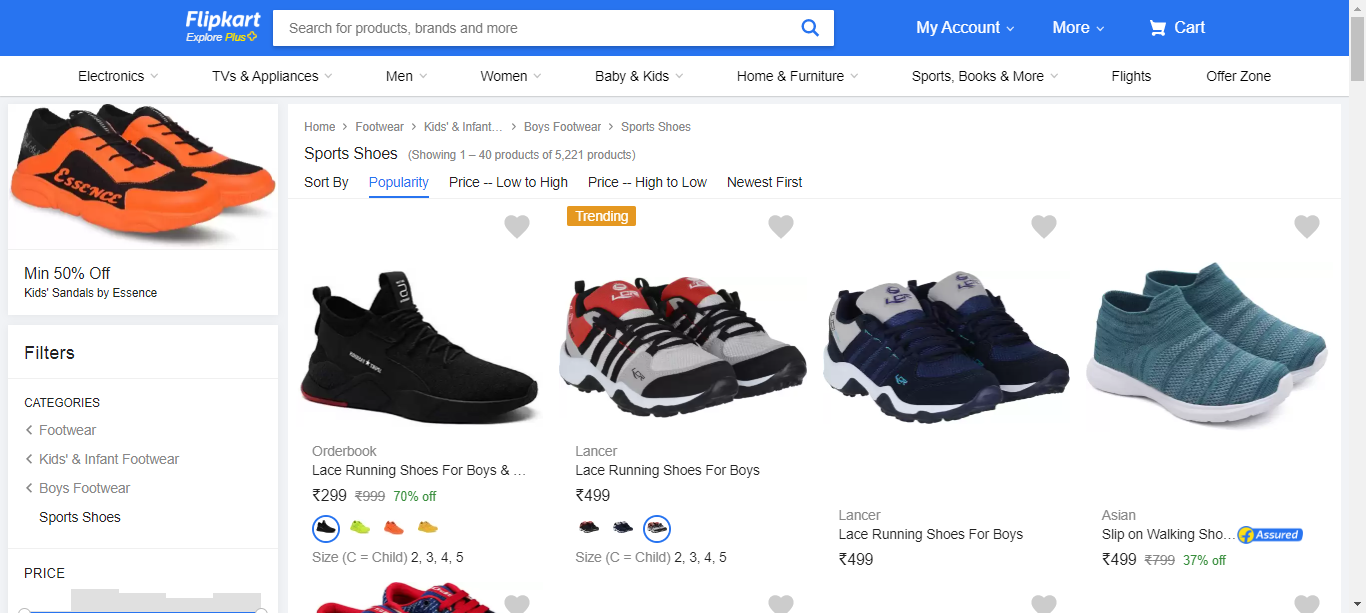 Flipkart
Explore Plus
Search for products, brands and more
My Account
More
Cart
Electronics
TVs & Appliances
Men
Women
Baby & Kids
Home & Furniture
Sports, Books & More
Flights
Offer Zone
ESSENCE
Min 50% Off
Kids' Sandals by Essence
Filters
CATEGORIES
Footwear
Kids' & Infant Footwear
Boys Footwear
Sports Shoes
PRICE
Home > Footwear > Kids' & Infant... > Boys Footwear > Sports Shoes
Sports Shoes (Showing 1 – 40 products of 5,221 products)
Sort By Popularity Price -- Low to High Price -- High to Low Newest First
Orderbook
Lace Running Shoes For Boys & ...
₹299 ₹999 70% off
Size (C = Child) 2, 3, 4, 5
Trending
Lancer
Lace Running Shoes For Boys
₹499
Size (C = Child) 2, 3, 4, 5
Lancer
Lace Running Shoes For Boys
₹499
Asian
Slip on Walking Sho... Assured
₹499 ₹799 37% off